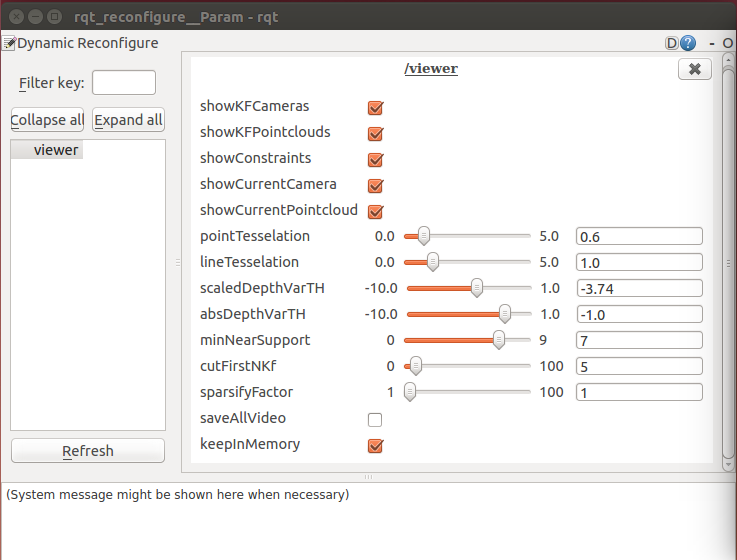 rqt_reconfigure__Param - rqt
Dynamic Reconfigure D ? - O
Filter key:
Collapse all Expand all
viewer
Refresh
/viewer
showKFCameras
showKFPointclouds
showConstraints
showCurrentCamera
showCurrentPointcloud
pointTesselation 0.0 5.0 0.6
lineTesselation 0.0 5.0 1.0
scaledDepthVarTH -10.0 1.0 -3.74
absDepthVarTH -10.0 1.0 -1.0
minNearSupport 0 9 7
cutFirstNKf 0 100 5
sparsifyFactor 1 100 1
saveAllVideo
keepInMemory
(System message might be shown here when necessary)